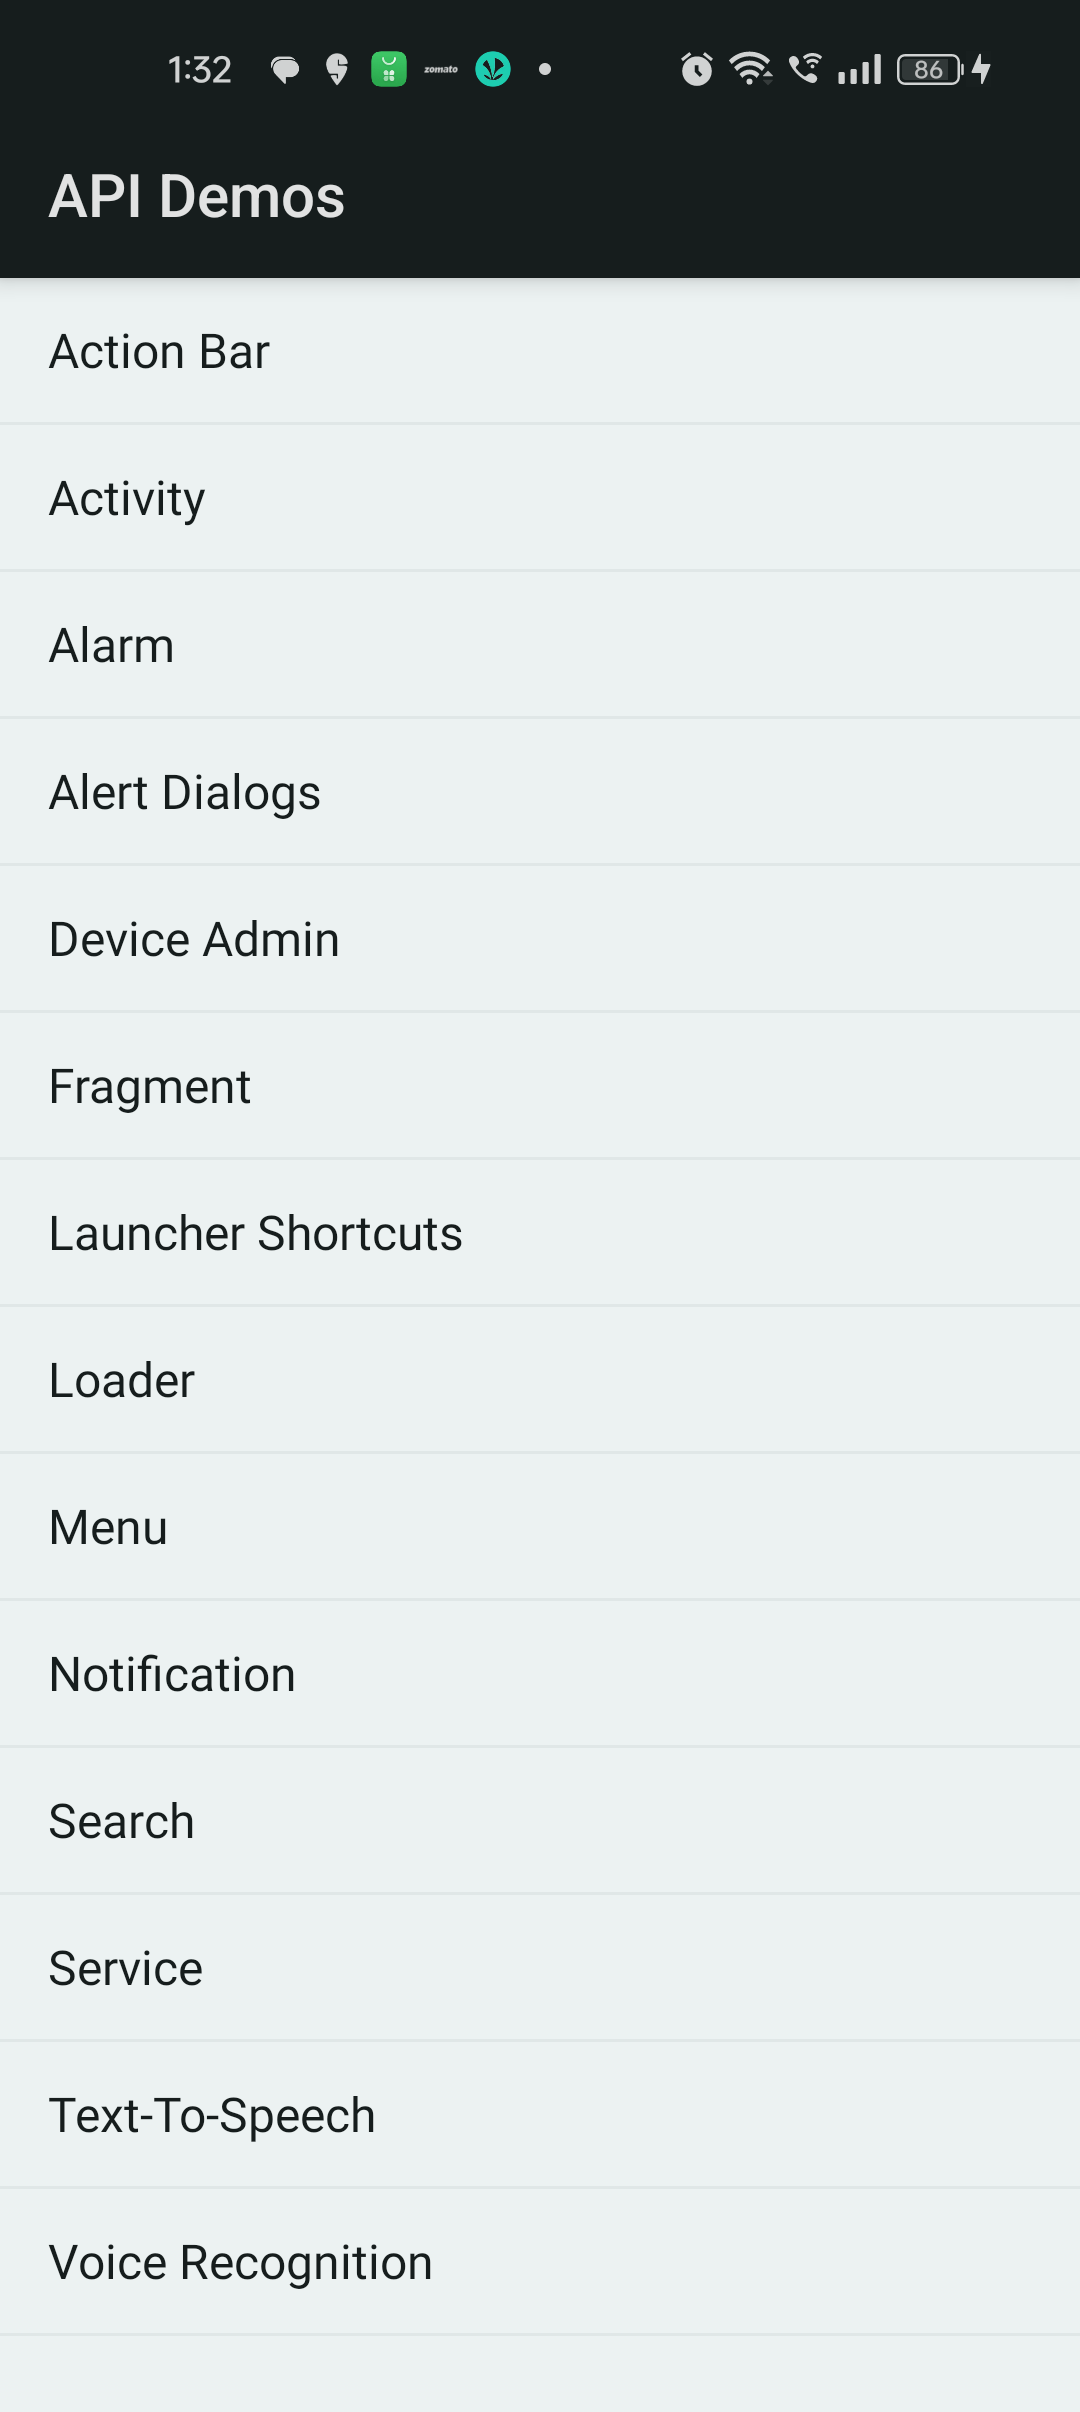 1:32 zomato 86
API Demos
Action Bar
Activity
Alarm
Alert Dialogs
Device Admin
Fragment
Launcher Shortcuts
Loader
Menu
Notification
Search
Service
Text-To-Speech
Voice Recognition